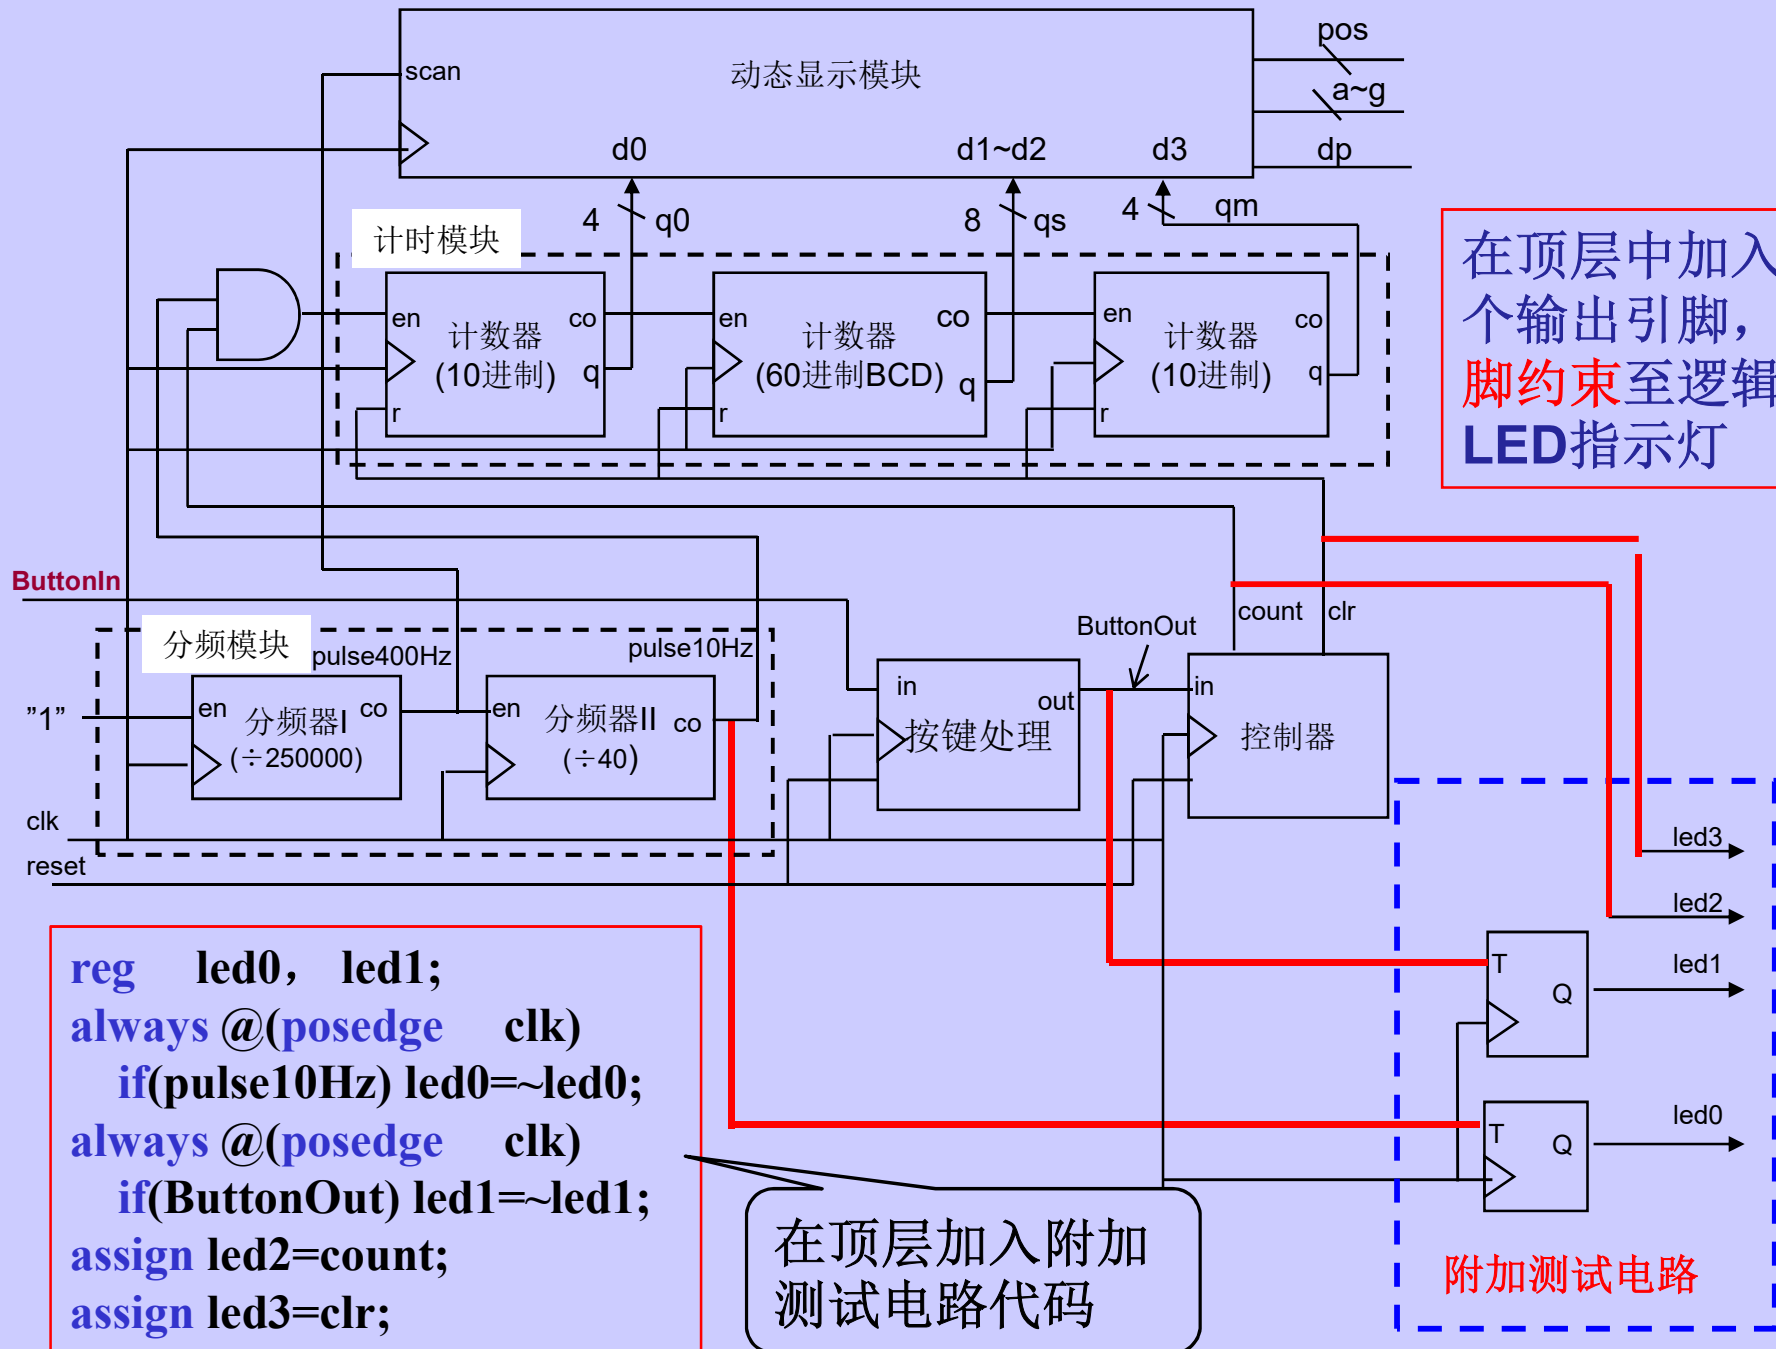 pos
scan
动态显示模块
a~g
d0
d1~d2
d3
dp
4
q0
8
qs
4
qm
计时模块
在顶层中加入
个输出引脚，
脚约束至逻辑
LED指示灯
en
计数器
(10进制)
co
q
r
en
计数器
(60进制BCD)
co
q
r
en
计数器
(10进制)
co
q
r
ButtonIn
分频模块
pulse400Hz
pulse10Hz
ButtonOut
count
clr
"1"
en
分频器I
(÷250000)
co
en
分频器II
(÷40)
co
in
out
按键处理
in
控制器
clk
reset
led3
led2
T
Q
led1
T
Q
led0
附加测试电路
reg led0， led1;
always @(posedge clk)
if(pulse10Hz) led0=~led0;
always @(posedge clk)
if(ButtonOut) led1=~led1;
assign led2=count;
assign led3=clr;
在顶层加入附加
测试电路代码